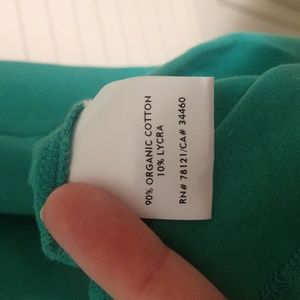 90% ORGANIC COTTON
10% LYCRA
RN# 78121/CA# 34460